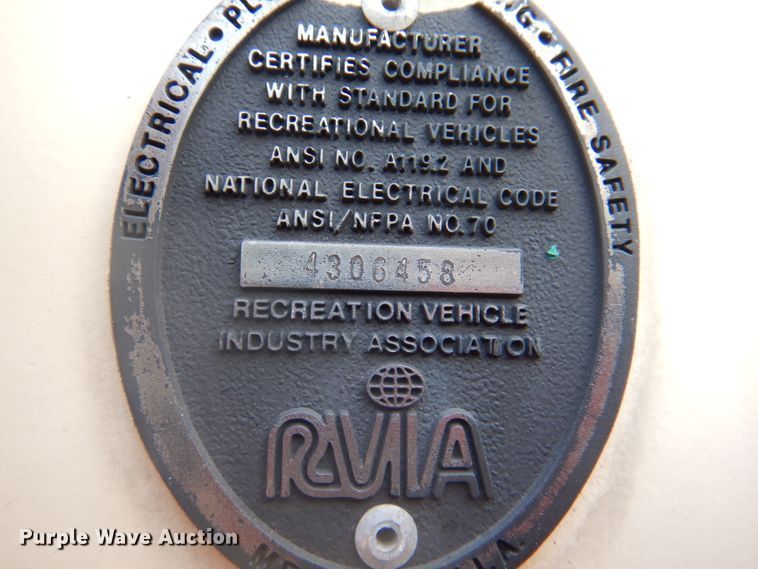 ELECTRICAL • • FIRE SAFETY
MANUFACTURER
CERTIFIES COMPLIANCE
WITH STANDARD FOR
RECREATIONAL VEHICLES
ANSI NO. A119.2 AND
NATIONAL ELECTRICAL CODE
ANSI/NFPA NO. 70
4306458
RECREATION VEHICLE
INDUSTRY ASSOCIATION
RVIA
Purple Wave Auction